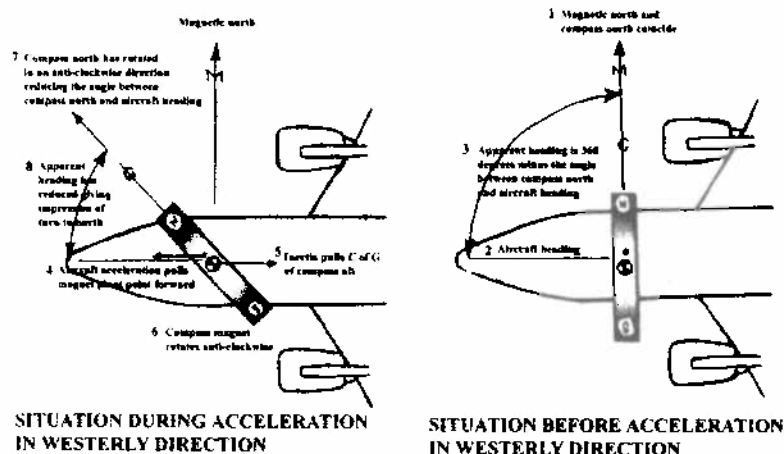 Magnetic north
7 Compass north has rotated
in an anti-clockwise direction
reducing the angle between
compass north and aircraft heading
8 Apparent
heading has
reduced giving
impression of
turn to north
4 Aircraft acceleration pulls
magnet pivot point forward
5 Inertia pulls C of G
of compass aft
6 Compass magnet
rotates anti-clockwise
SITUATION DURING ACCELERATION
IN WESTERLY DIRECTION
1 Magnetic north and
compass north coincide
3 Apparent heading is 360
degrees minus the angle
between compass north
and aircraft heading
2 Aircraft heading
SITUATION BEFORE ACCELERATION
IN WESTERLY DIRECTION